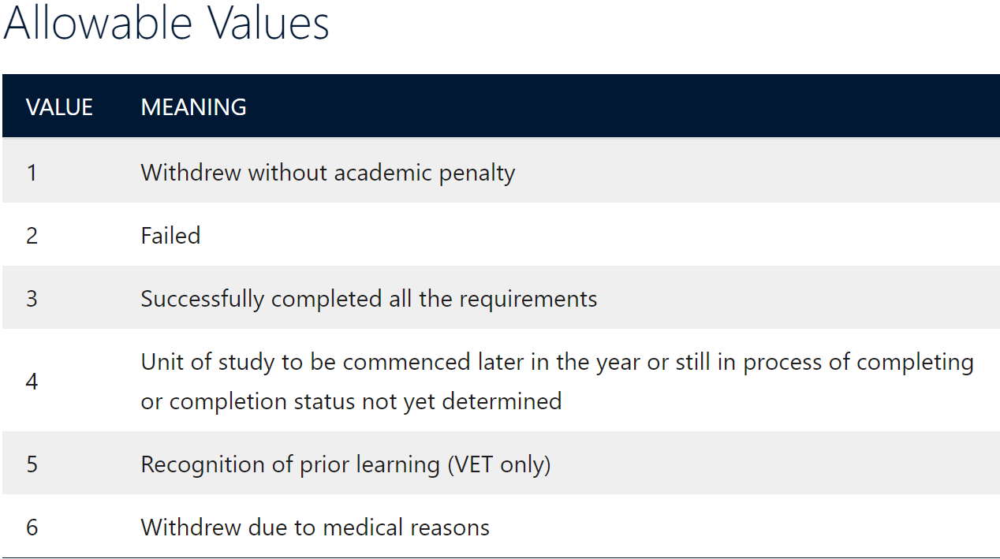 Allowable Values
VALUE MEANING
1 Withdrew without academic penalty
2 Failed
3 Successfully completed all the requirements
4 Unit of study to be commenced later in the year or still in process of completing
or completion status not yet determined
5 Recognition of prior learning (VET only)
6 Withdrew due to medical reasons